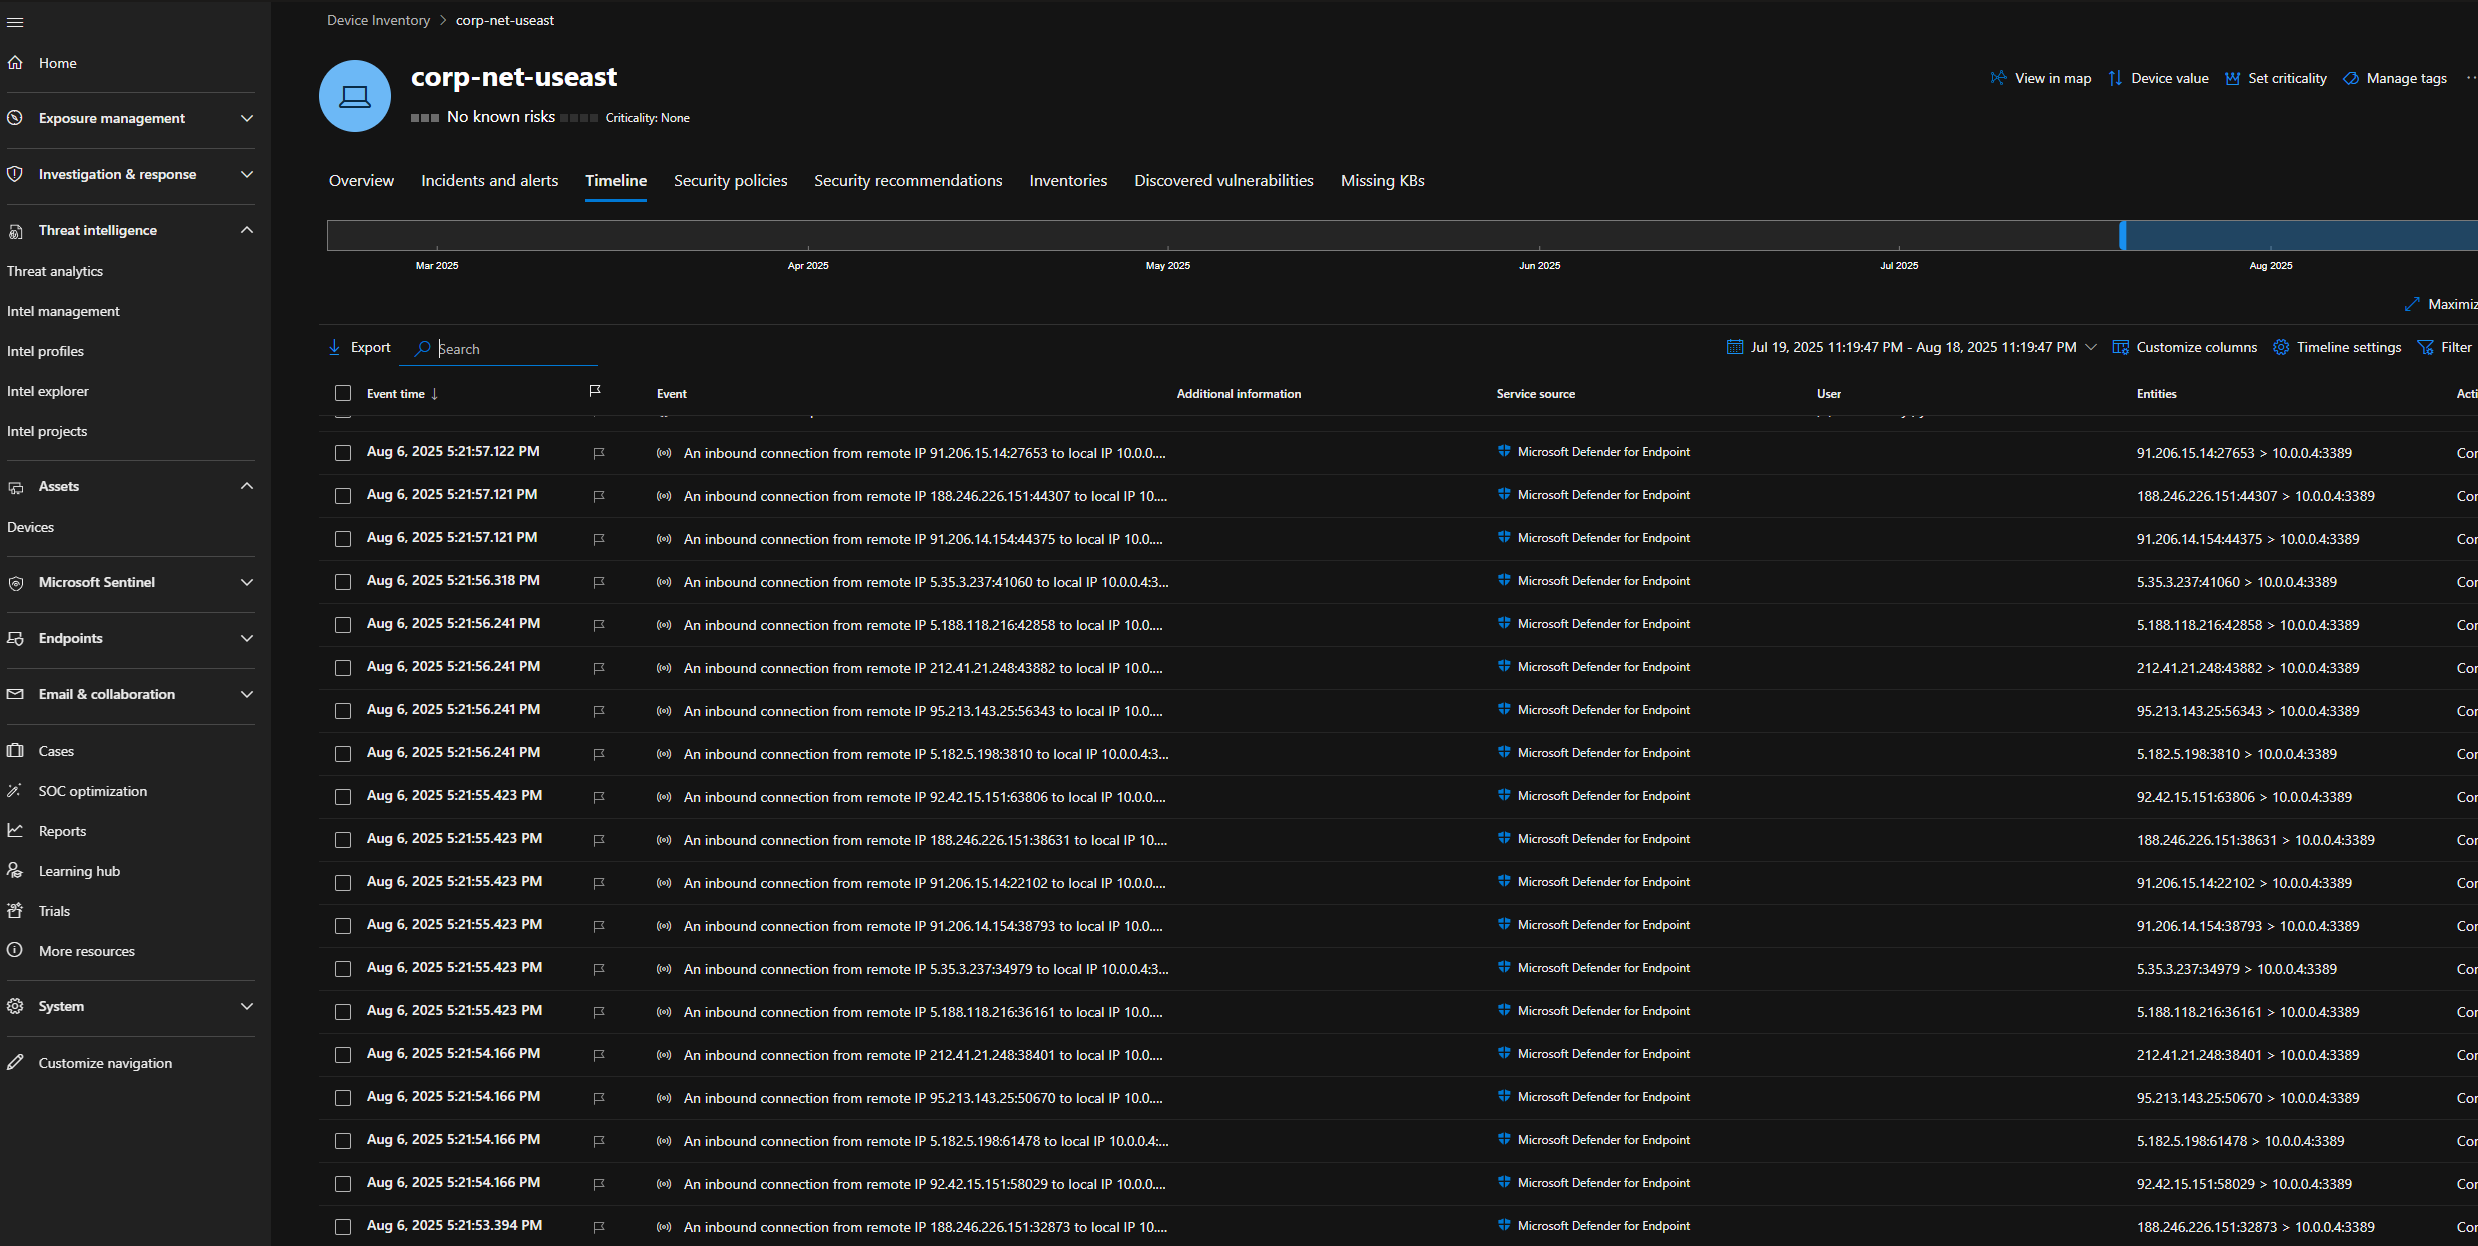 Device Inventory > corp-net-useast
corp-net-useast
No known risks Criticality: None
View in map Device value Set criticality Manage tags ...
Home
Exposure management
Investigation & response
Threat intelligence
Threat analytics
Intel management
Intel profiles
Intel explorer
Intel projects
Assets
Devices
Microsoft Sentinel
Endpoints
Email & collaboration
Cases
SOC optimization
Reports
Learning hub
Trials
More resources
System
Customize navigation
Overview Incidents and alerts Timeline Security policies Security recommendations Inventories Discovered vulnerabilities Missing KBs
Mar 2025 Apr 2025 May 2025 Jun 2025 Jul 2025 Aug 2025
Maximiz
Export Search Jul 19, 2025 11:19:47 PM - Aug 18, 2025 11:19:47 PM Customize columns Timeline settings Filter
Event time ↓ Event Additional information Service source User Entities Acti
Aug 6, 2025 5:21:57.122 PM An inbound connection from remote IP 91.206.15.14:27653 to local IP 10.0.0.... Microsoft Defender for Endpoint 91.206.15.14:27653 > 10.0.0.4:3389 Cor
Aug 6, 2025 5:21:57.121 PM An inbound connection from remote IP 188.246.226.151:44307 to local IP 10.... Microsoft Defender for Endpoint 188.246.226.151:44307 > 10.0.0.4:3389 Cor
Aug 6, 2025 5:21:57.121 PM An inbound connection from remote IP 91.206.14.154:44375 to local IP 10.0.... Microsoft Defender for Endpoint 91.206.14.154:44375 > 10.0.0.4:3389 Cor
Aug 6, 2025 5:21:56.318 PM An inbound connection from remote IP 5.35.3.237:41060 to local IP 10.0.0.4:3... Microsoft Defender for Endpoint 5.35.3.237:41060 > 10.0.0.4:3389 Cor
Aug 6, 2025 5:21:56.241 PM An inbound connection from remote IP 5.188.118.216:42858 to local IP 10.0.... Microsoft Defender for Endpoint 5.188.118.216:42858 > 10.0.0.4:3389 Cor
Aug 6, 2025 5:21:56.241 PM An inbound connection from remote IP 212.41.21.248:43882 to local IP 10.0.... Microsoft Defender for Endpoint 212.41.21.248:43882 > 10.0.0.4:3389 Cor
Aug 6, 2025 5:21:56.241 PM An inbound connection from remote IP 95.213.143.25:56343 to local IP 10.0.... Microsoft Defender for Endpoint 95.213.143.25:56343 > 10.0.0.4:3389 Cor
Aug 6, 2025 5:21:56.241 PM An inbound connection from remote IP 5.182.5.198:3810 to local IP 10.0.0.4:3... Microsoft Defender for Endpoint 5.182.5.198:3810 > 10.0.0.4:3389 Cor
Aug 6, 2025 5:21:55.423 PM An inbound connection from remote IP 92.42.15.151:63806 to local IP 10.0.0.... Microsoft Defender for Endpoint 92.42.15.151:63806 > 10.0.0.4:3389 Cor
Aug 6, 2025 5:21:55.423 PM An inbound connection from remote IP 188.246.226.151:38631 to local IP 10.... Microsoft Defender for Endpoint 188.246.226.151:38631 > 10.0.0.4:3389 Cor
Aug 6, 2025 5:21:55.423 PM An inbound connection from remote IP 91.206.15.14:22102 to local IP 10.0.0.... Microsoft Defender for Endpoint 91.206.15.14:22102 > 10.0.0.4:3389 Cor
Aug 6, 2025 5:21:55.423 PM An inbound connection from remote IP 91.206.14.154:38793 to local IP 10.0.... Microsoft Defender for Endpoint 91.206.14.154:38793 > 10.0.0.4:3389 Cor
Aug 6, 2025 5:21:55.423 PM An inbound connection from remote IP 5.35.3.237:34979 to local IP 10.0.0.4:3... Microsoft Defender for Endpoint 5.35.3.237:34979 > 10.0.0.4:3389 Cor
Aug 6, 2025 5:21:55.423 PM An inbound connection from remote IP 5.188.118.216:36161 to local IP 10.0.... Microsoft Defender for Endpoint 5.188.118.216:36161 > 10.0.0.4:3389 Cor
Aug 6, 2025 5:21:54.166 PM An inbound connection from remote IP 212.41.21.248:38401 to local IP 10.0.... Microsoft Defender for Endpoint 212.41.21.248:38401 > 10.0.0.4:3389 Cor
Aug 6, 2025 5:21:54.166 PM An inbound connection from remote IP 95.213.143.25:50670 to local IP 10.0.... Microsoft Defender for Endpoint 95.213.143.25:50670 > 10.0.0.4:3389 Cor
Aug 6, 2025 5:21:54.166 PM An inbound connection from remote IP 5.182.5.198:61478 to local IP 10.0.0.4:... Microsoft Defender for Endpoint 5.182.5.198:61478 > 10.0.0.4:3389 Cor
Aug 6, 2025 5:21:54.166 PM An inbound connection from remote IP 92.42.15.151:58029 to local IP 10.0.0.... Microsoft Defender for Endpoint 92.42.15.151:58029 > 10.0.0.4:3389 Cor
Aug 6, 2025 5:21:53.394 PM An inbound connection from remote IP 188.246.226.151:32873 to local IP 10.... Microsoft Defender for Endpoint 188.246.226.151:32873 > 10.0.0.4:3389 Cor